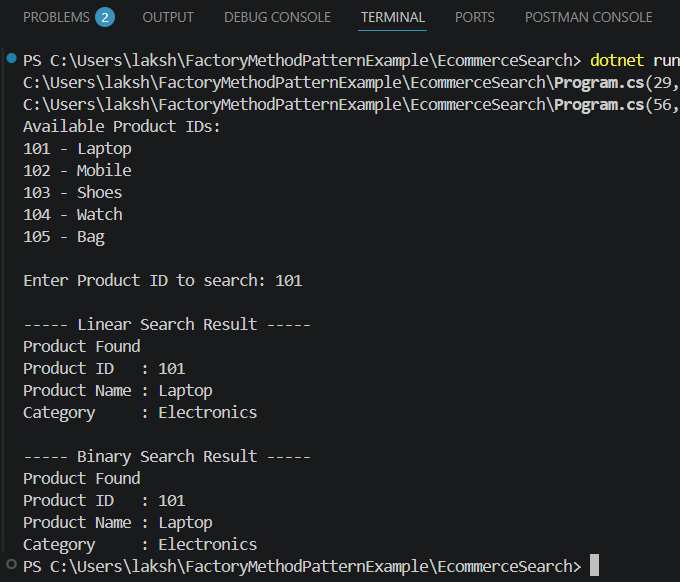 PROBLEMS 2 OUTPUT DEBUG CONSOLE TERMINAL PORTS POSTMAN CONSOLE
PS C:\Users\laksh\FactoryMethodPatternExample\EcommerceSearch> dotnet run
C:\Users\laksh\FactoryMethodPatternExample\EcommerceSearch\Program.cs(29,
C:\Users\laksh\FactoryMethodPatternExample\EcommerceSearch\Program.cs(56,
Available Product IDs:
101 - Laptop
102 - Mobile
103 - Shoes
104 - Watch
105 - Bag
Enter Product ID to search: 101
----- Linear Search Result -----
Product Found
Product ID   : 101
Product Name : Laptop
Category     : Electronics
----- Binary Search Result -----
Product Found
Product ID   : 101
Product Name : Laptop
Category     : Electronics
PS C:\Users\laksh\FactoryMethodPatternExample\EcommerceSearch>